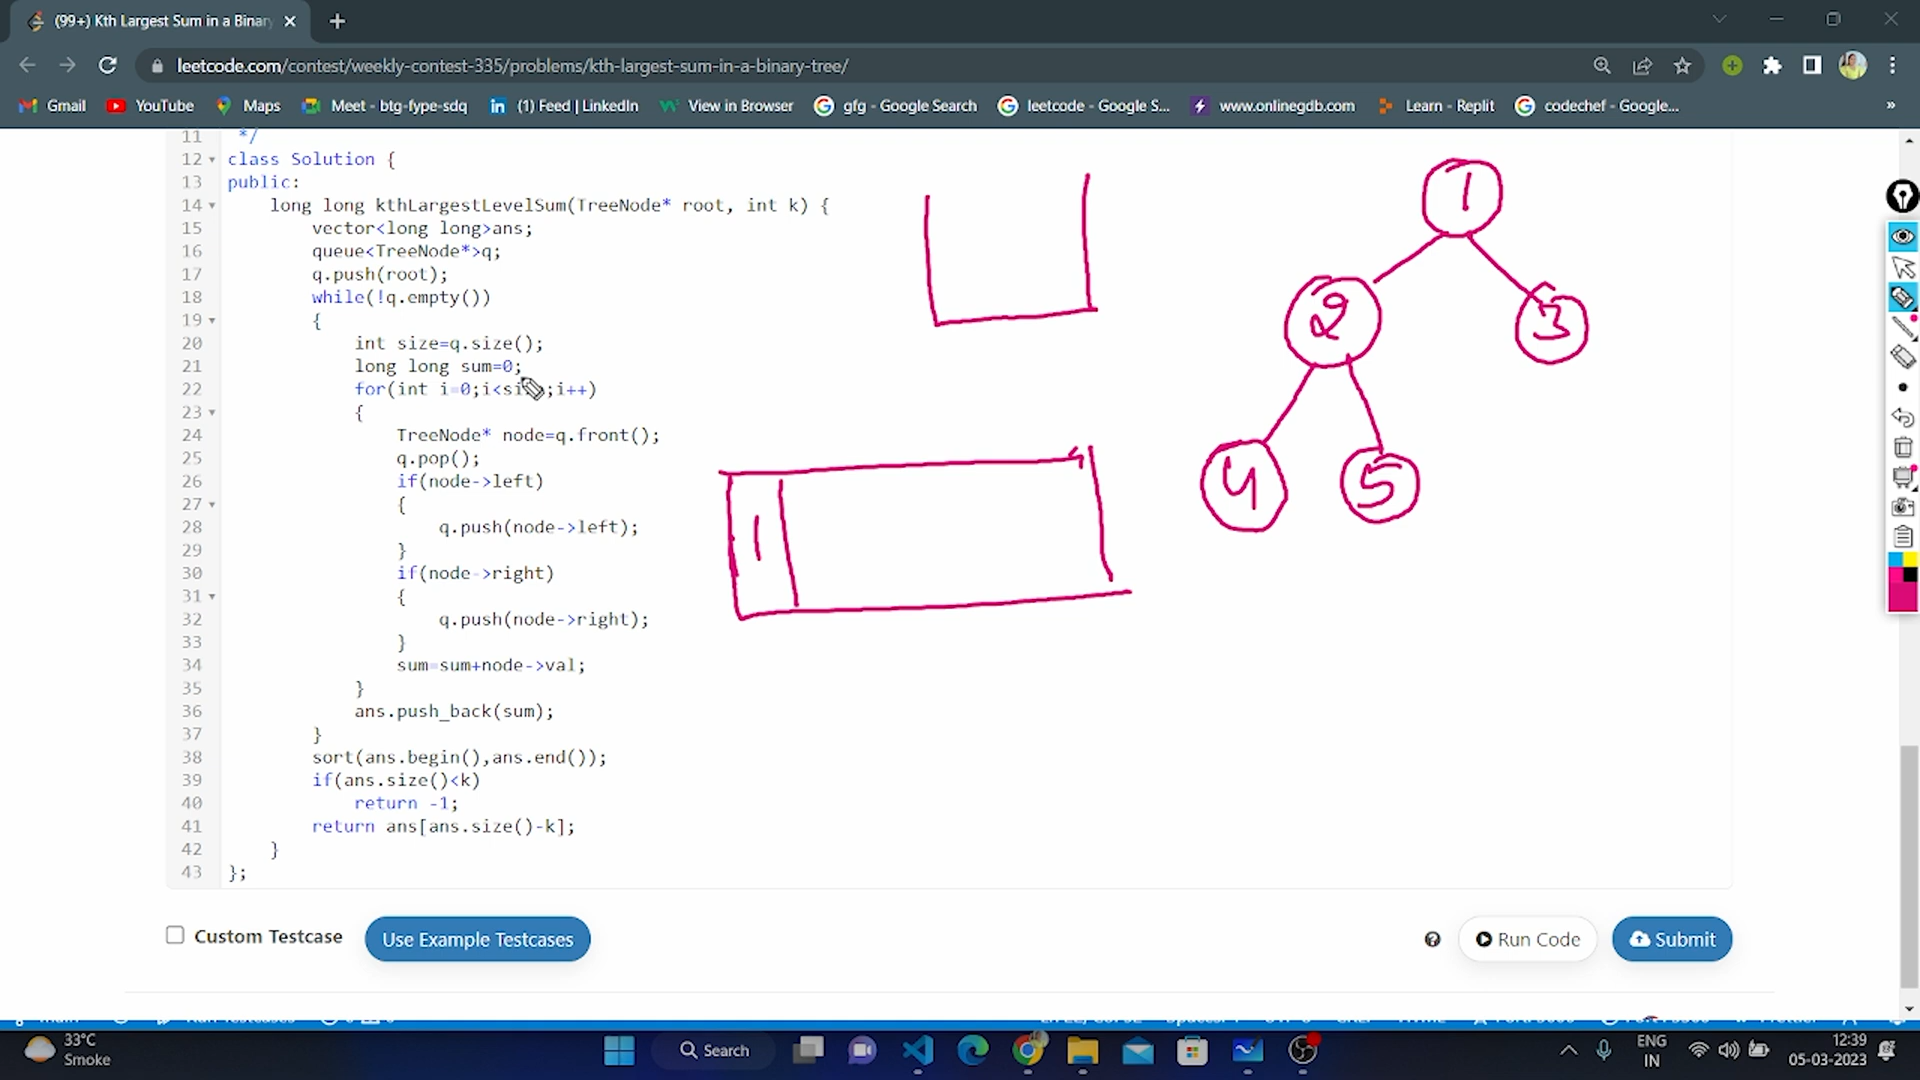 (99+) Kth Largest Sum in a Binary
leetcode.com/contest/weekly-contest-335/problems/kth-largest-sum-in-a-binary-tree/
Gmail YouTube Maps Meet - btg-fype-sdq (1) Feed | LinkedIn View in Browser gfg - Google Search leetcode - Google S... www.onlinegdb.com Learn - Replit codechef - Google... »
11 */
12 class Solution {
13 public:
14 long long kthLargestLevelSum(TreeNode* root, int k) {
15 vector<long long>ans;
16 queue<TreeNode*>q;
17 q.push(root);
18 while(!q.empty())
19 {
20 int size=q.size();
21 long long sum=0;
22 for(int i=0;i<size;i++)
23 {
24 TreeNode* node=q.front();
25 q.pop();
26 if(node->left)
27 {
28 q.push(node->left);
29 }
30 if(node->right)
31 {
32 q.push(node->right);
33 }
34 sum=sum+node->val;
35 }
36 ans.push_back(sum);
37 }
38 sort(ans.begin(),ans.end());
39 if(ans.size()<k)
40 return -1;
41 return ans[ans.size()-k];
42 }
43 };
1
2 3
4 5
1
Custom Testcase Use Example Testcases Run Code Submit
33°C
Smoke
Search
ENG
IN
12:39
05-03-2023